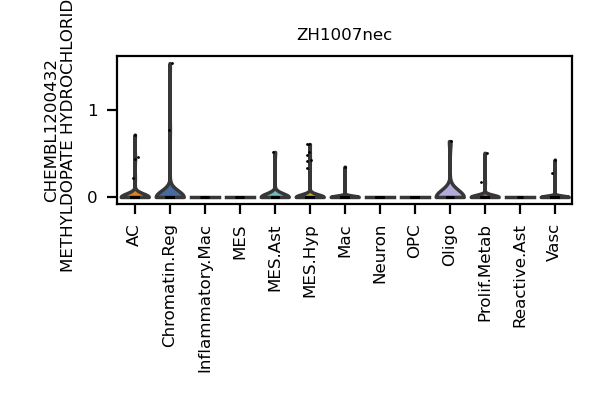 ZH1007nec
CHEMBL1200432
METHYLDOPATE HYDROCHLORID
1
0
AC
Chromatin.Reg
Inflammatory.Mac
MES
MES.Ast
MES.Hyp
Mac
Neuron
OPC
Oligo
Prolif.Metab
Reactive.Ast
Vasc